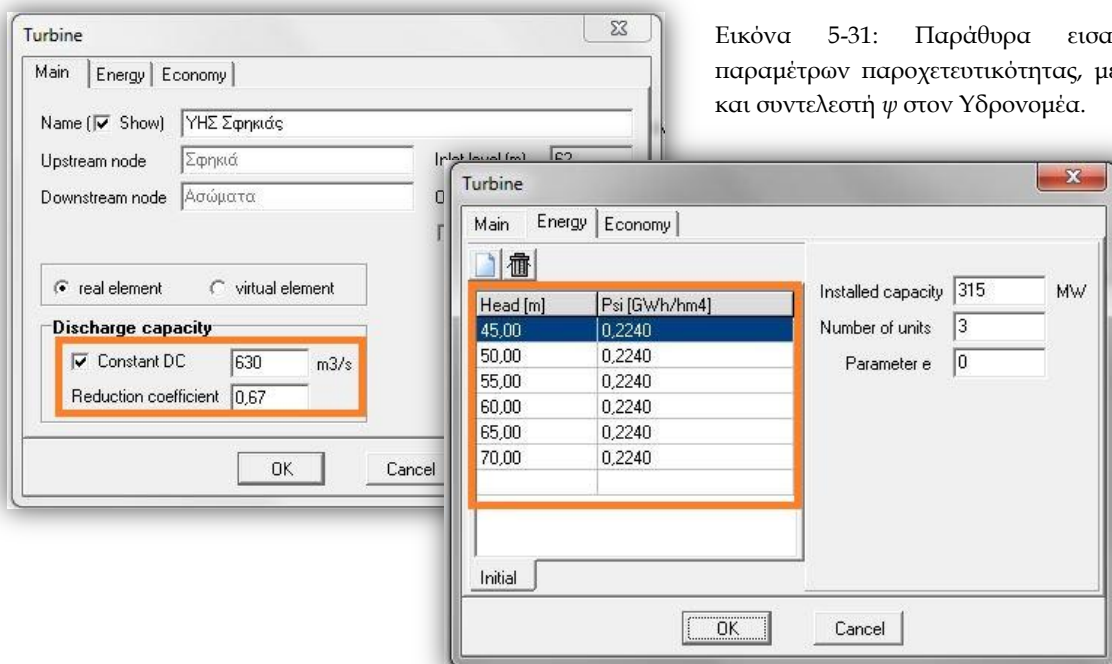 Εικόνα 5-31: Παράθυρα
παραμέτρων παροχετευτικότητας,
και συντελεστή ψ στον Υδρονομέα.
Turbine
Main Energy Economy
Name ( Show) ΥΗΣ Σφηκιάς
Upstream node Σφηκιά Inlet level (m) 62
Downstream node Ασώματα
real element virtual element
Discharge capacity
Constant DC 630 m3/s
Reduction coefficient 0,67
OK Cancel
Turbine
Main Energy Economy
Head [m] Psi [GWh/hm4]
45,00 0,2240
50,00 0,2240
55,00 0,2240
60,00 0,2240
65,00 0,2240
70,00 0,2240
Initial
Installed capacity 315 MW
Number of units 3
Parameter e 0
OK Cancel